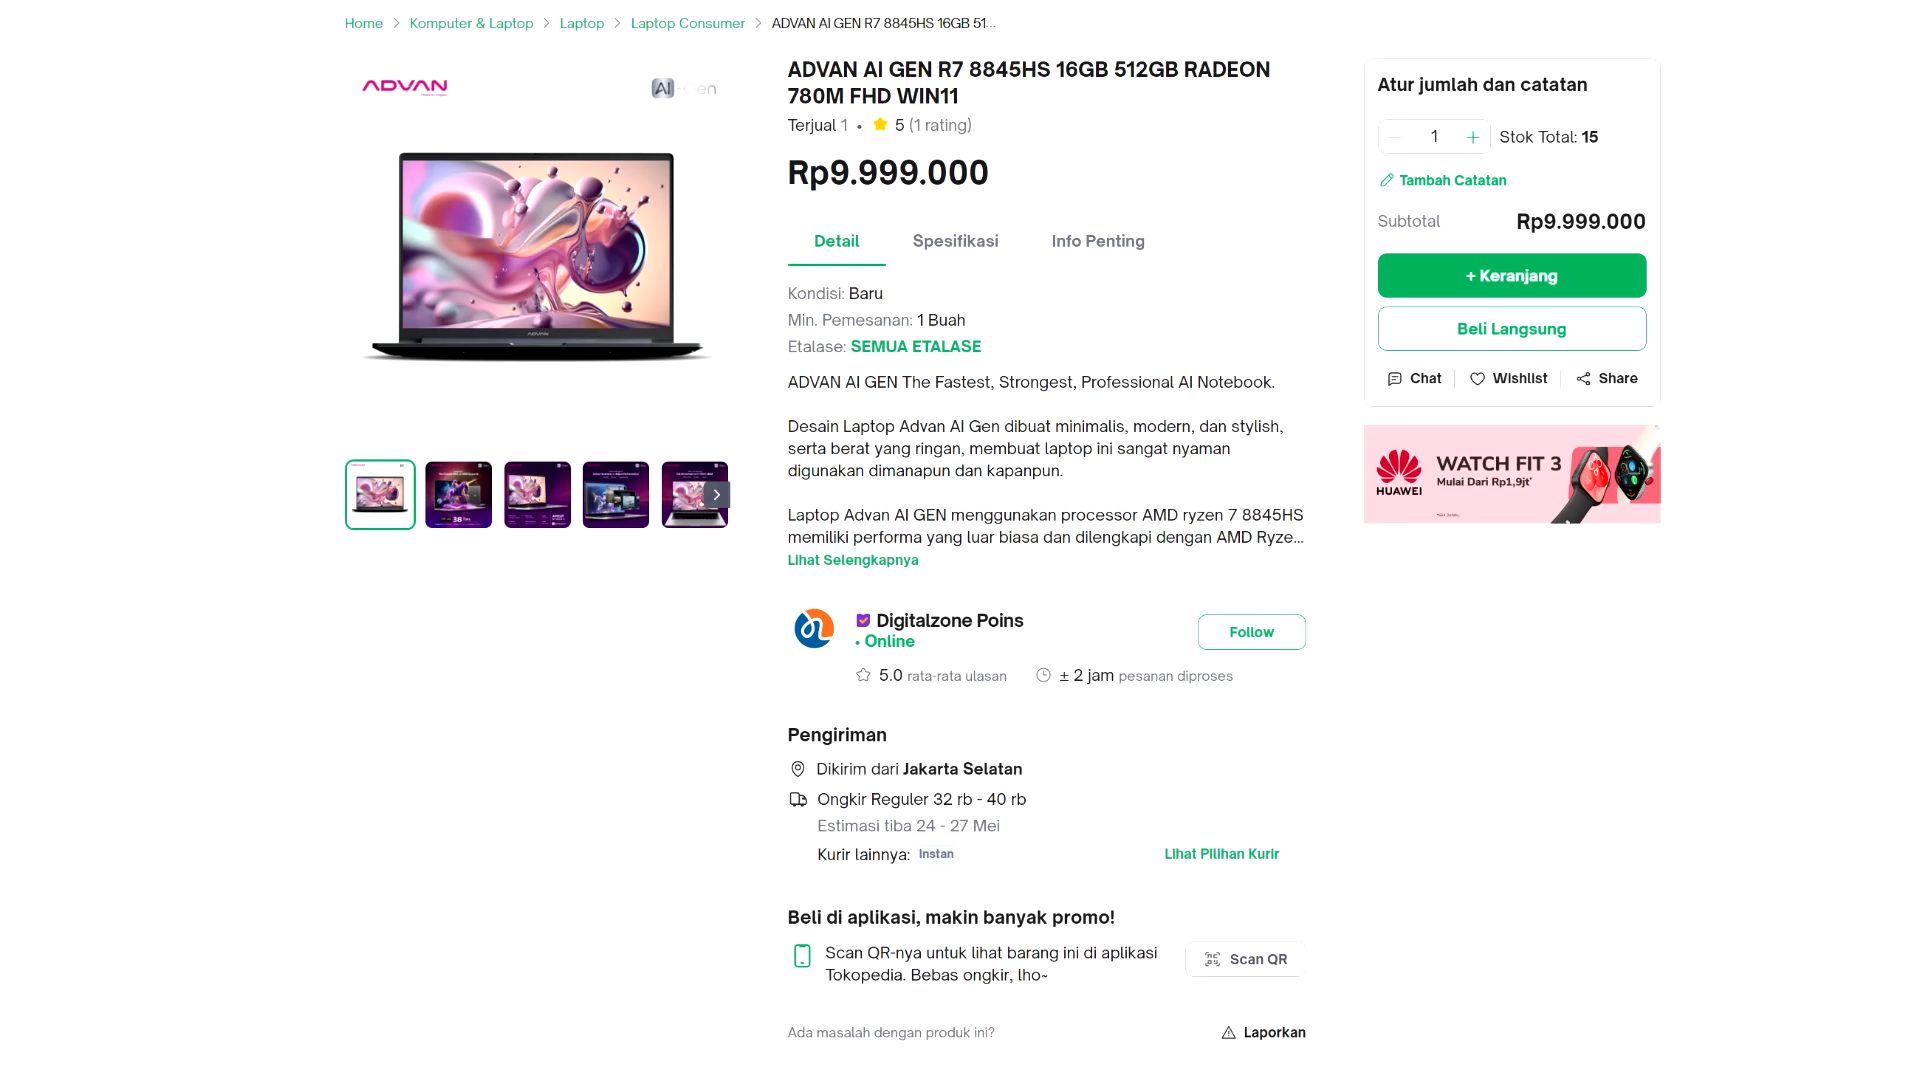 Home > Komputer & Laptop > Laptop > Laptop Consumer > ADVAN AI GEN R7 8845HS 16GB 51...
ADVAN
AI-Gen
ADVAN
38
ADVAN AI GEN R7 8845HS 16GB 512GB RADEON
780M FHD WIN11
Terjual 1 • 5 (1 rating)
Rp9.999.000
Detail
Spesifikasi
Info Penting
Kondisi: Baru
Min. Pemesanan: 1 Buah
Etalase: SEMUA ETALASE
ADVAN AI GEN The Fastest, Strongest, Professional AI Notebook.
Desain Laptop Advan AI Gen dibuat minimalis, modern, dan stylish,
serta berat yang ringan, membuat laptop ini sangat nyaman
digunakan dimanapun dan kapanpun.
Laptop Advan AI GEN menggunakan processor AMD ryzen 7 8845HS
memiliki performa yang luar biasa dan dilengkapi dengan AMD Ryze...
Lihat Selengkapnya
Digitalzone Poins
• Online
Follow
5.0 rata-rata ulasan
± 2 jam pesanan diproses
Pengiriman
Dikirim dari Jakarta Selatan
Ongkir Reguler 32 rb - 40 rb
Estimasi tiba 24 - 27 Mei
Kurir lainnya: Instan
Lihat Pilihan Kurir
Beli di aplikasi, makin banyak promo!
Scan QR-nya untuk lihat barang ini di aplikasi
Tokopedia. Bebas ongkir, lho~
Scan QR
Ada masalah dengan produk ini?
Laporkan
Atur jumlah dan catatan
1
Stok Total: 15
Tambah Catatan
Subtotal
Rp9.999.000
+ Keranjang
Beli Langsung
Chat
Wishlist
Share
HUAWEI
WATCH FIT 3
Mulai Dari Rp1,9jt*